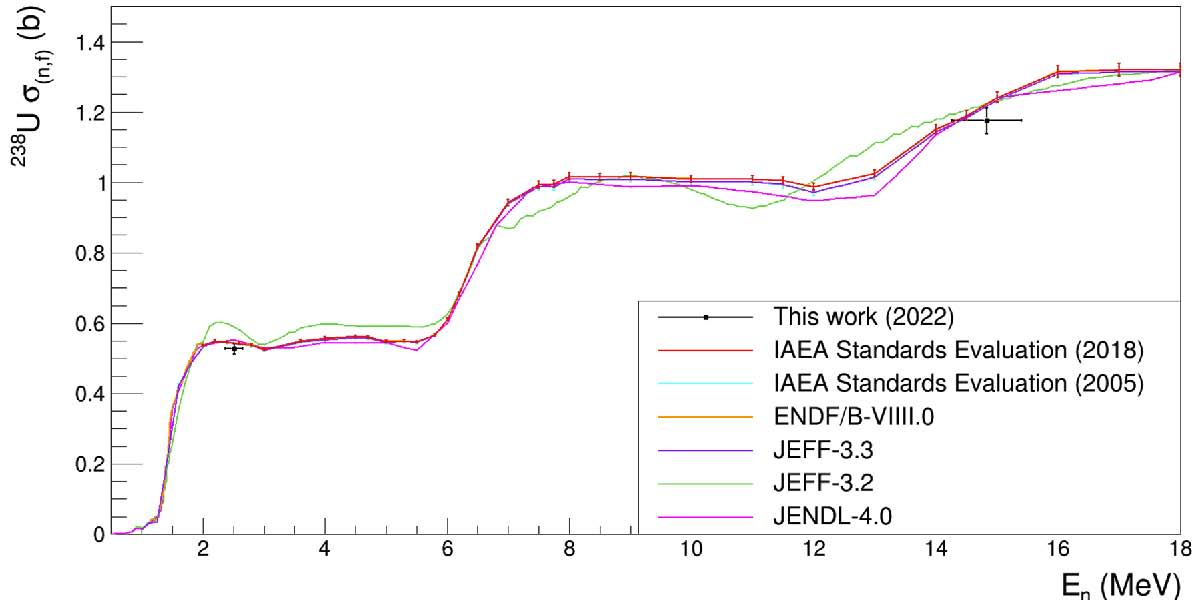 ²³⁸U σ(n,f) (b)
1.4
1.2
1
0.8
0.6
0.4
0.2
0
2
4
6
8
10
12
14
16
18
Eₙ (MeV)
This work (2022)
IAEA Standards Evaluation (2018)
IAEA Standards Evaluation (2005)
ENDF/B-VIIII.0
JEFF-3.3
JEFF-3.2
JENDL-4.0